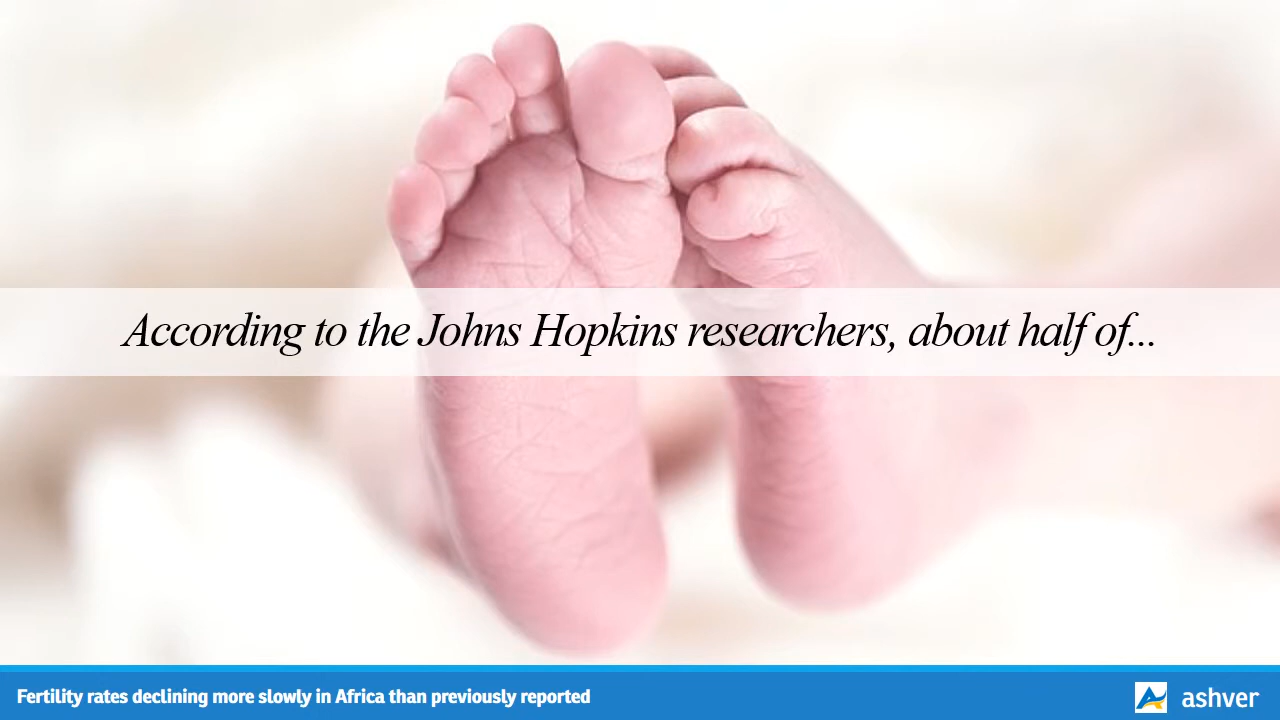 According to the Johns Hopkins researchers, about half of...
Fertility rates declining more slowly in Africa than previously reported
ashver